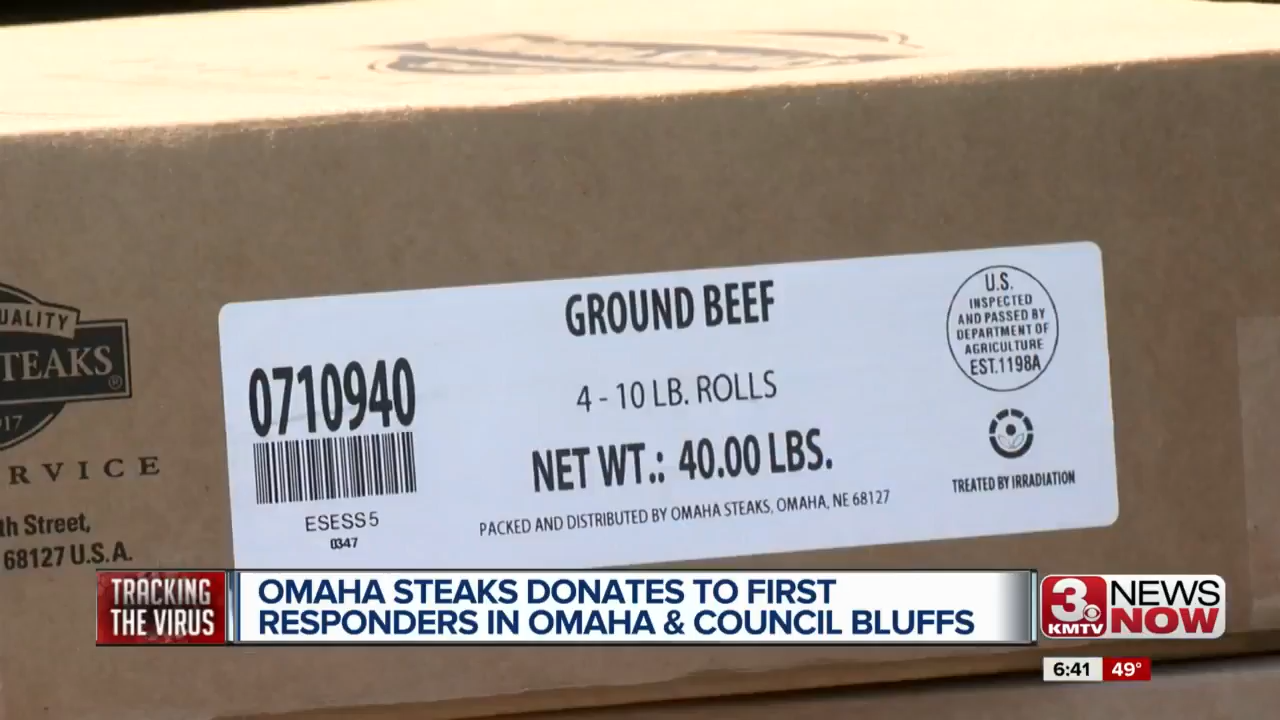 QUALITY
STEAKS®
RVICE
th Street,
68127 U.S.A.
GROUND BEEF
0710940
4 - 10 LB. ROLLS
NET WT.: 40.00 LBS.
ESESS5
0347
PACKED AND DISTRIBUTED BY OMAHA STEAKS, OMAHA, NE 68127
U.S.
INSPECTED
AND PASSED BY
DEPARTMENT OF
AGRICULTURE
EST.1198A
TREATED BY IRRADIATION
TRACKING
THE VIRUS
OMAHA STEAKS DONATES TO FIRST
RESPONDERS IN OMAHA & COUNCIL BLUFFS
3
KMTV
NEWS
NOW
6:41 49°